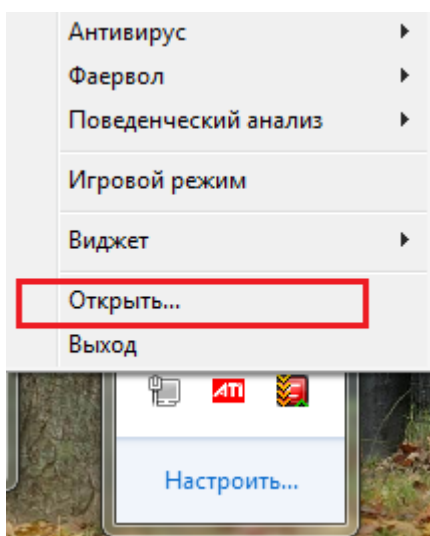 Антивирус
Фаервол
Поведенческий анализ
Игровой режим
Виджет
Открыть...
Выход
ATI
Настроить...